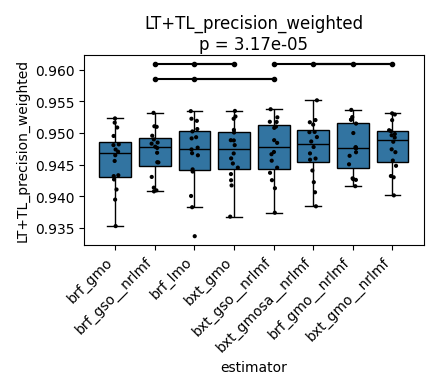 LT+TL_precision_weighted
p = 3.17e-05
LT+TL_precision_weighted
0.960
0.955
0.950
0.945
0.940
0.935
brf_gmo
brf_gso__nrlmf
brf_lmo
bxt_gmo
bxt_gso__nrlmf
bxt_gmosa__nrlmf
brf_gmo__nrlmf
bxt_gmo__nrlmf
estimator